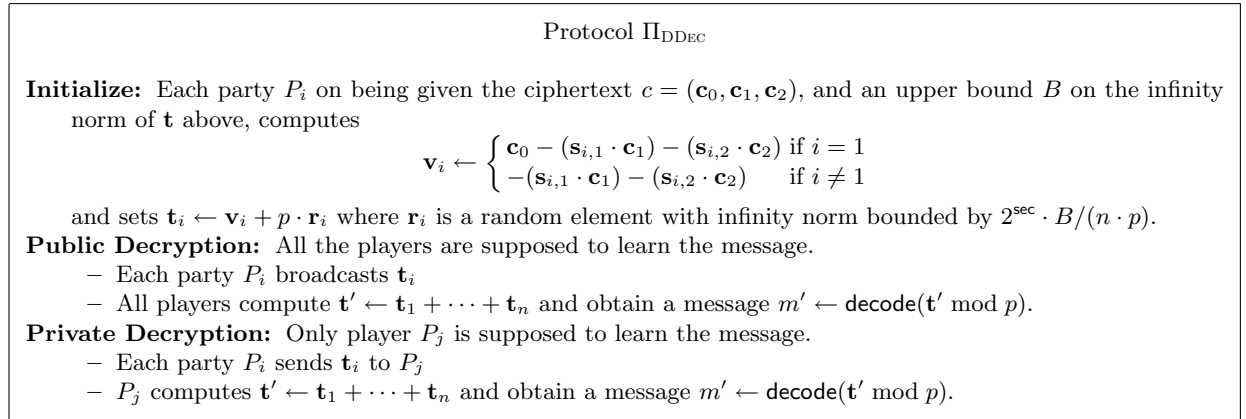 Protocol Π_DDEC
Initialize: Each party P_i on being given the ciphertext c = (c_0, c_1, c_2), and an upper bound B on the infinity
norm of t above, computes
v_i ← { c_0 − (s_{i,1} · c_1) − (s_{i,2} · c_2) if i = 1
−(s_{i,1} · c_1) − (s_{i,2} · c_2) if i ≠ 1
and sets t_i ← v_i + p · r_i where r_i is a random element with infinity norm bounded by 2^sec · B/(n · p).
Public Decryption: All the players are supposed to learn the message.
– Each party P_i broadcasts t_i
– All players compute t′ ← t_1 + · · · + t_n and obtain a message m′ ← decode(t′ mod p).
Private Decryption: Only player P_j is supposed to learn the message.
– Each party P_i sends t_i to P_j
– P_j computes t′ ← t_1 + · · · + t_n and obtain a message m′ ← decode(t′ mod p).